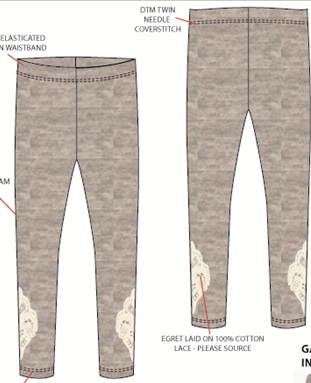 DTM TWIN
NEEDLE
COVERSTITCH
ELASTICATED
N WAISTBAND
AM
EGRET LAID ON 100% COTTON
LACE - PLEASE SOURCE
GA
IN